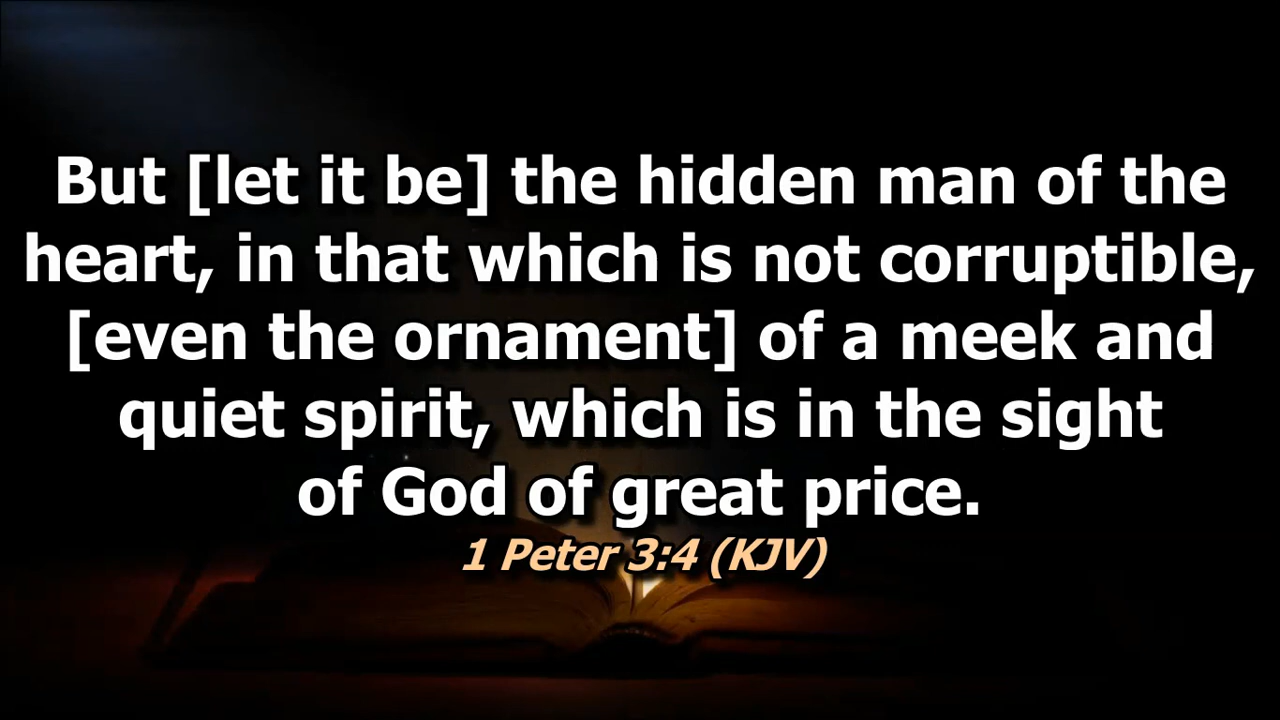 But [let it be] the hidden man of the
heart, in that which is not corruptible,
[even the ornament] of a meek and
quiet spirit, which is in the sight
of God of great price.
1 Peter 3:4 (KJV)